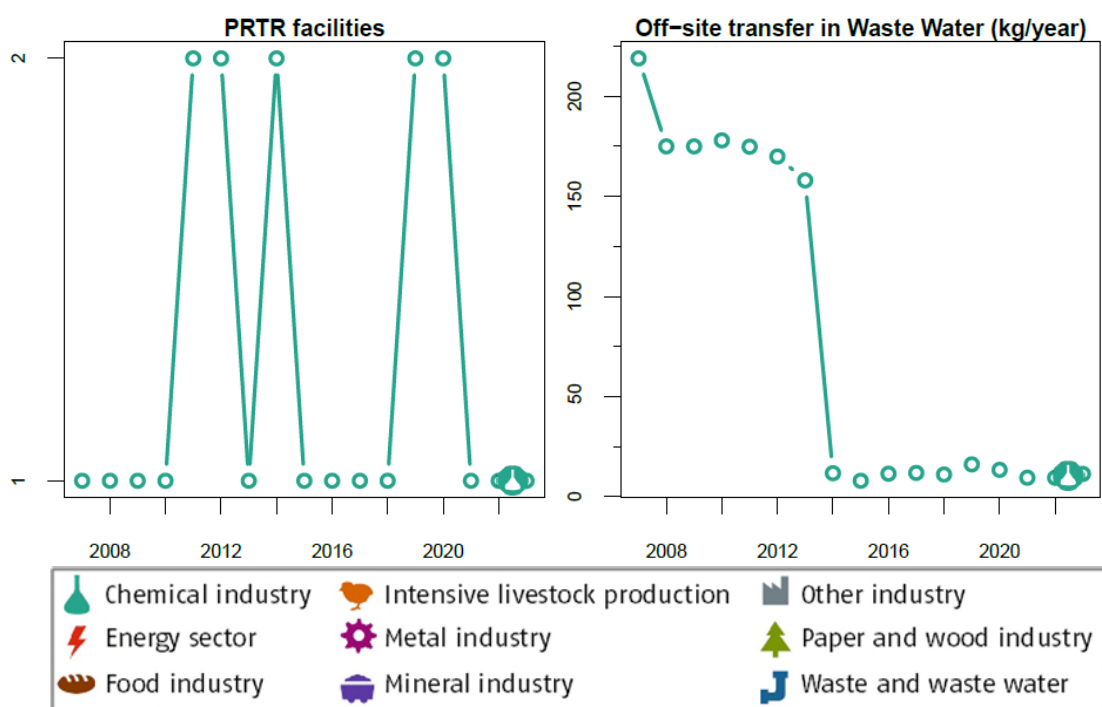 PRTR facilities
2
1
2008 2012 2016 2020
Off−site transfer in Waste Water (kg/year)
200
150
100
50
0
2008 2012 2016 2020
Chemical industry Intensive livestock production Other industry
Energy sector Metal industry Paper and wood industry
Food industry Mineral industry Waste and waste water